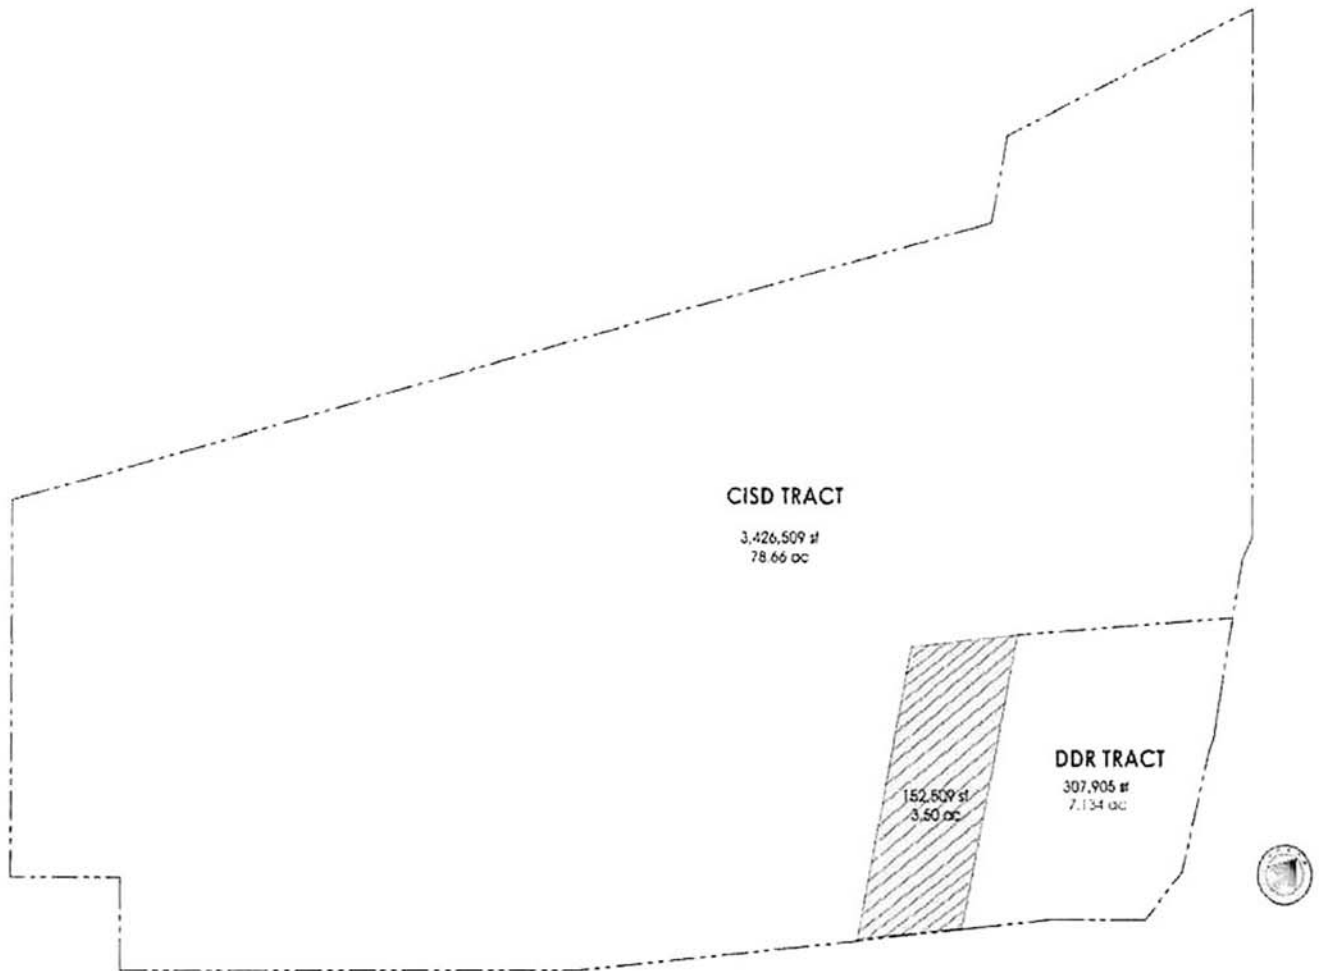 CISD TRACT
3,426,509 sf
78.66 ac
152,509 sf
3.50 ac
DDR TRACT
307,905 sf
7.134 ac